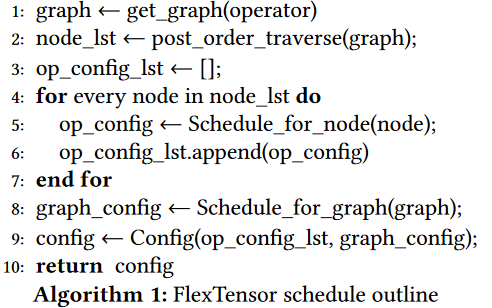 1: graph ← get_graph(operator)
2: node_lst ← post_order_traverse(graph);
3: op_config_lst ← [];
4: for every node in node_lst do
5: op_config ← Schedule_for_node(node);
6: op_config_lst.append(op_config)
7: end for
8: graph_config ← Schedule_for_graph(graph);
9: config ← Config(op_config_lst, graph_config);
10: return config
Algorithm 1: FlexTensor schedule outline